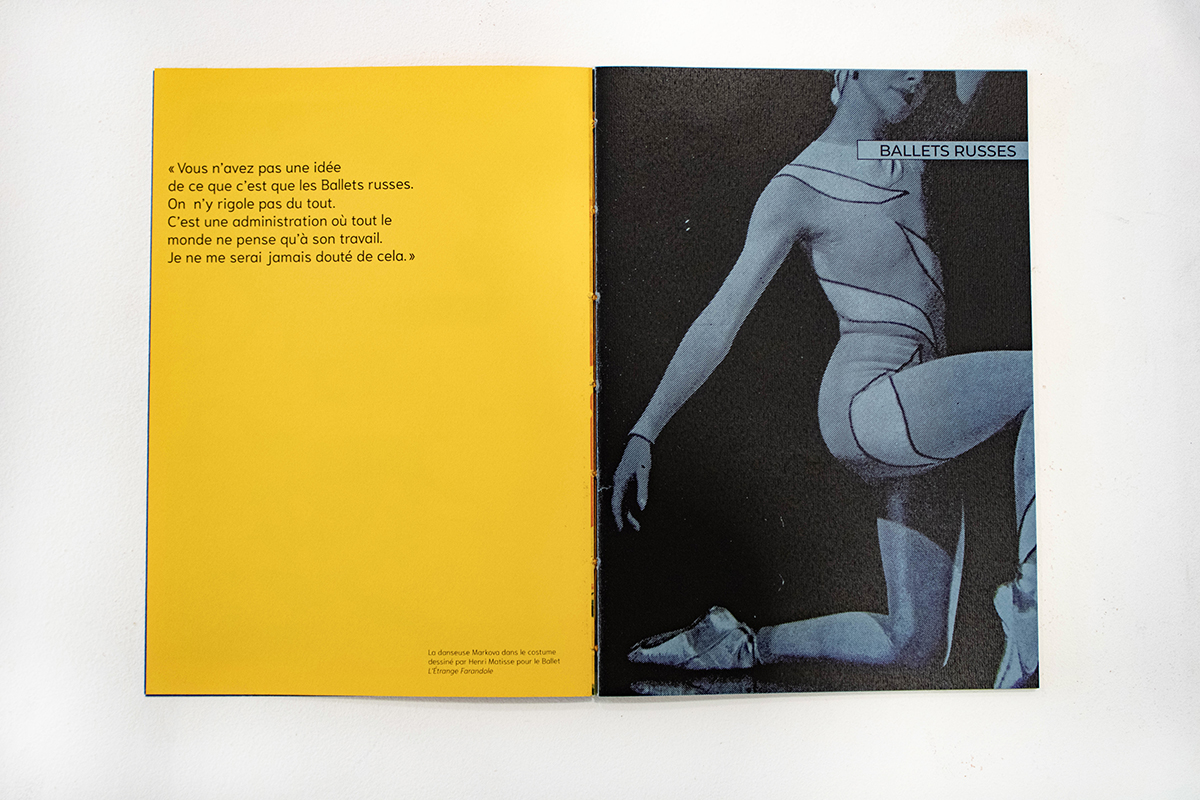 « Vous n’avez pas une idée
de ce que c’est que les Ballets russes.
On n’y rigole pas du tout.
C’est une administration où tout le
monde ne pense qu’à son travail.
Je ne me serai jamais douté de cela. »
La danseuse Markova dans le costume
dessiné par Henri Matisse pour le Ballet
L’Étrange Farandole
BALLETS RUSSES